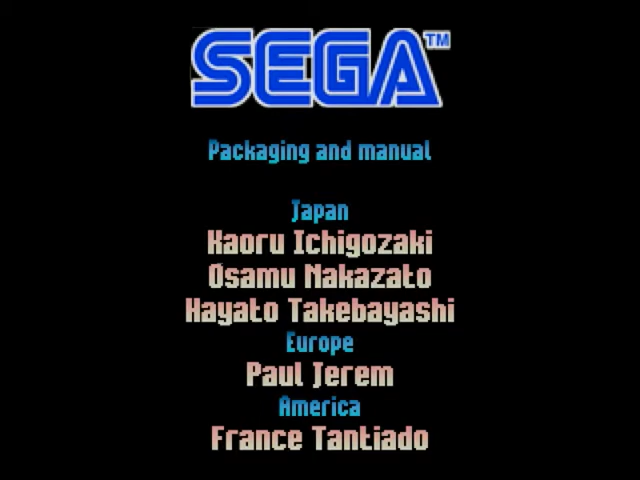 SEGA™
Packaging and manual
Japan
Kaoru Ichigozaki
Osamu Nakazato
Hayato Takebayashi
Europe
Paul Jerem
America
France Tantiado